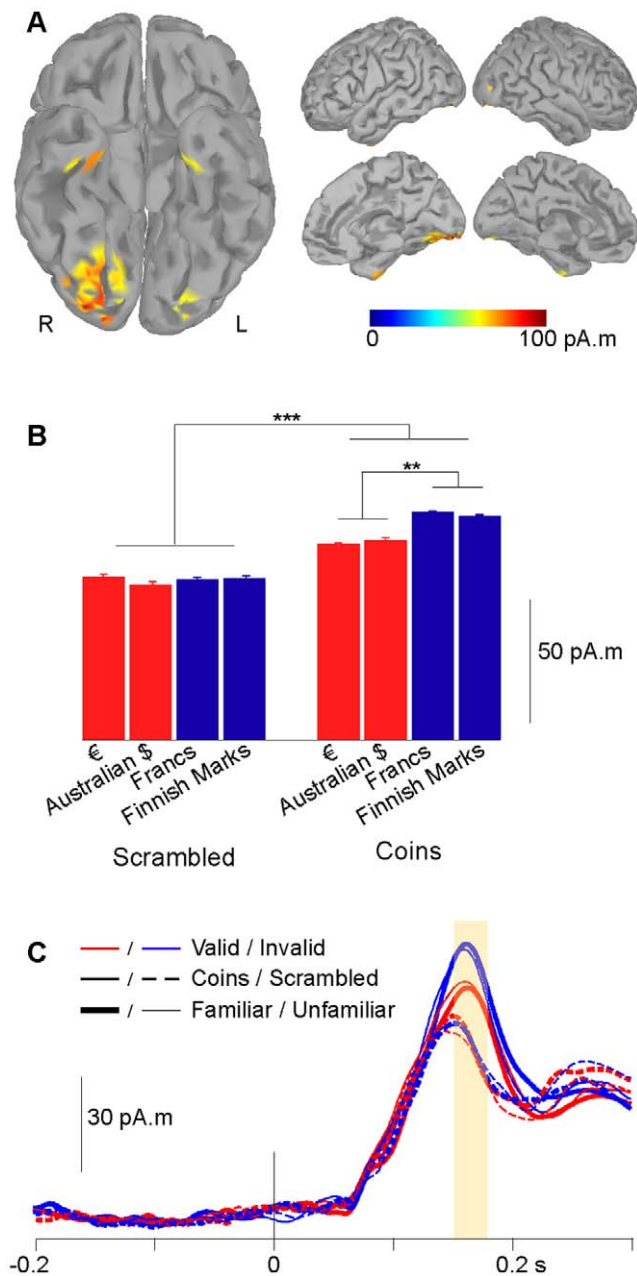 A
R
L
0
100 pA.m
B
***
**
50 pA.m
€
Australian $
Francs
Finnish Marks
€
Australian $
Francs
Finnish Marks
Scrambled
Coins
C
/ Valid / Invalid
/ Coins / Scrambled
/ Familiar / Unfamiliar
30 pA.m
-0.2
0
0.2 s